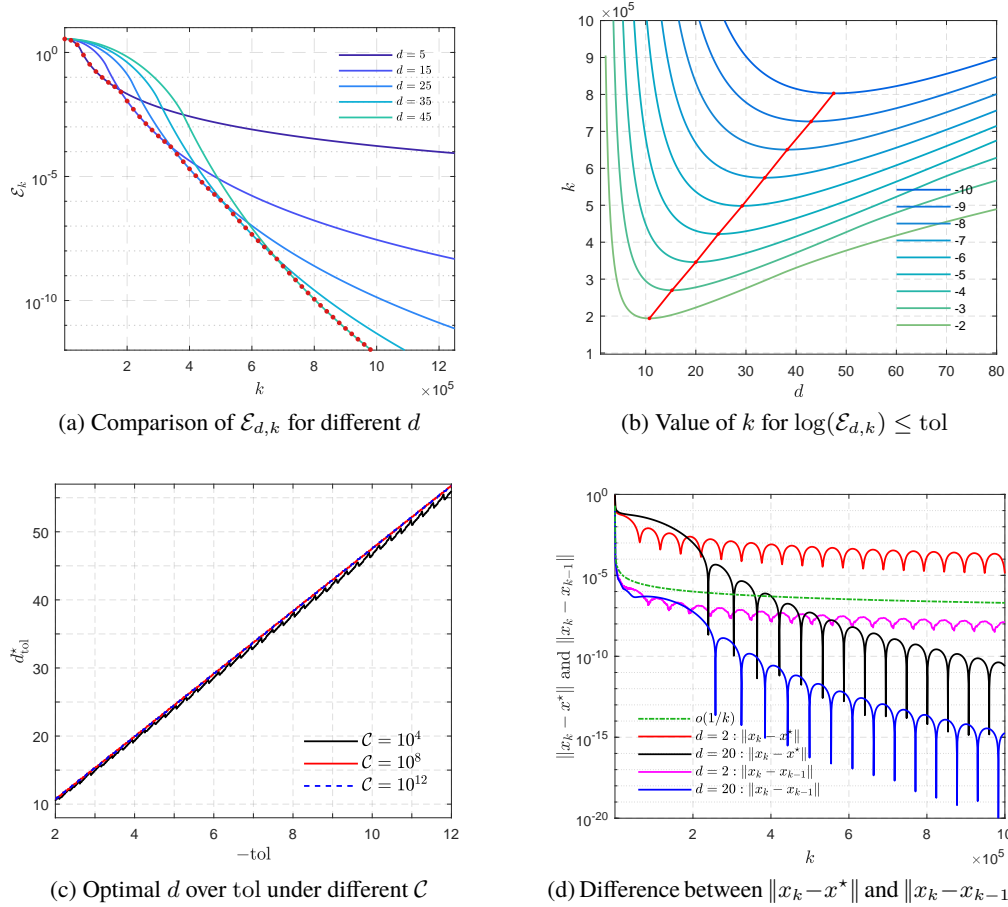 10^0
10^-5
10^-10
ℰ_k
d = 5
d = 15
d = 25
d = 35
d = 45
0 2 4 6 8 10 12
k
×10^5
(a) Comparison of ℰ_{d,k} for different d
×10^5
10
9
8
7
6
5
4
3
2
1
k
-10
-9
-8
-7
-6
-5
-4
-3
-2
10 20 30 40 50 60 70 80
d
(b) Value of k for log(ℰ_{d,k}) ≤ tol
50
40
30
20
10
d^⋆_tol
𝒞 = 10^4
𝒞 = 10^8
𝒞 = 10^12
2 4 6 8 10 12
−tol
(c) Optimal d over tol under different 𝒞
10^0
10^-5
10^-10
10^-15
10^-20
‖x_k − x^⋆‖ and ‖x_k − x_{k−1}‖
o(1/k)
d = 2 : ‖x_k − x^⋆‖
d = 20 : ‖x_k − x^⋆‖
d = 2 : ‖x_k − x_{k−1}‖
d = 20 : ‖x_k − x_{k−1}‖
2 4 6 8 10
k
×10^5
(d) Difference between ‖x_k−x^⋆‖ and ‖x_k−x_{k−1}